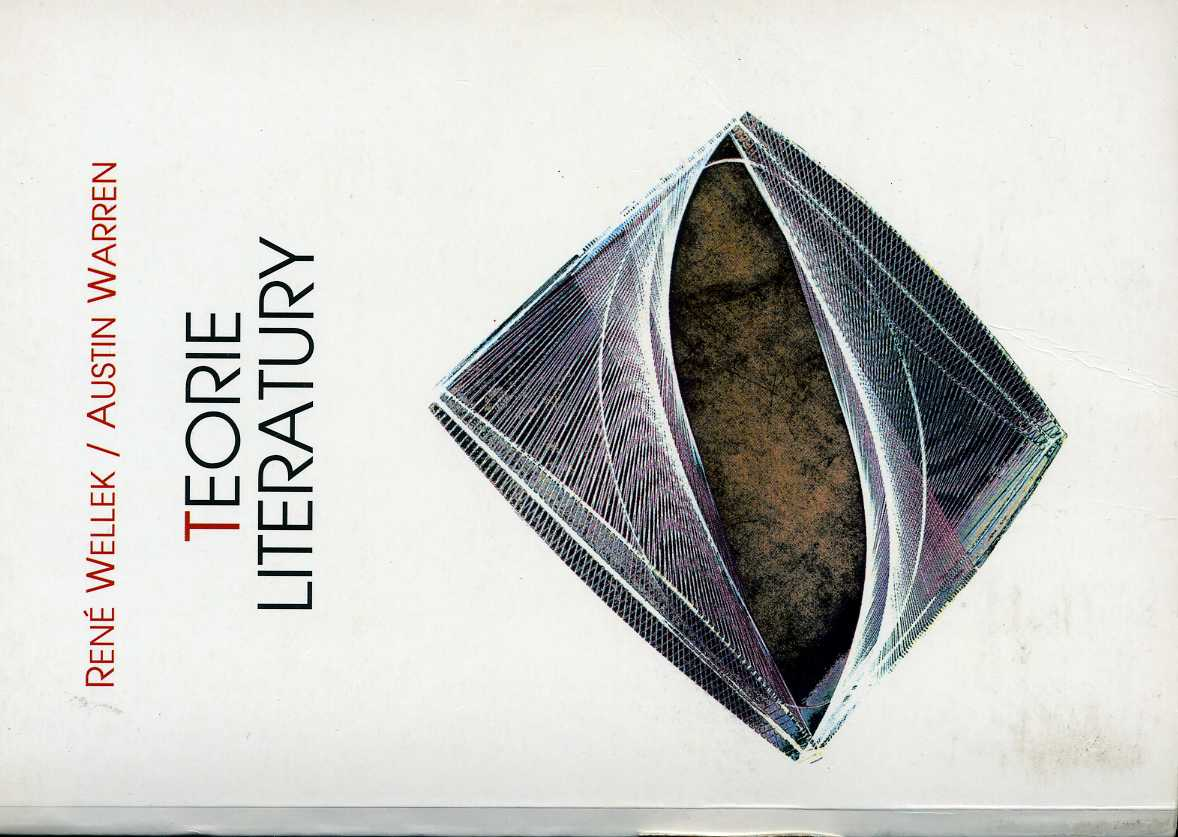 RENÉ WELLEK / AUSTIN WARREN
TEORIE
LITERATURY